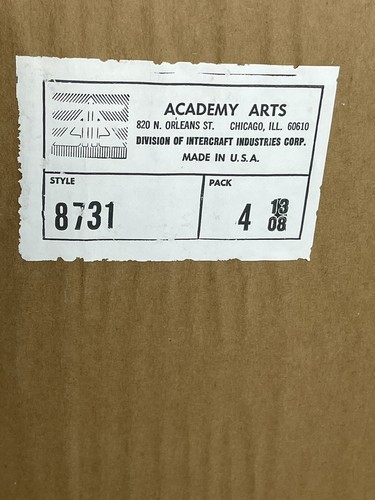 ACADEMY ARTS
820 N. ORLEANS ST. CHICAGO, ILL. 60610
DIVISION OF INTERCRAFT INDUSTRIES CORP.
MADE IN U.S.A.
STYLE
8731
PACK
4
08